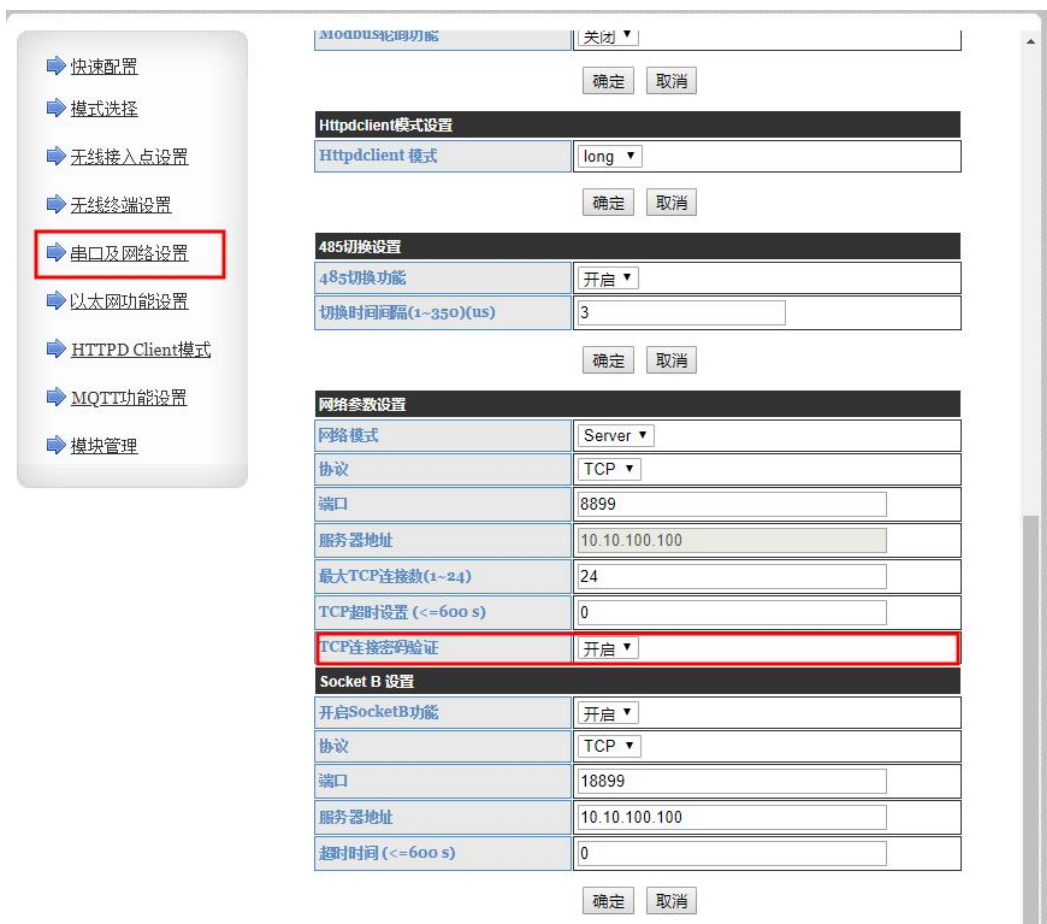 快速配置
模式选择
无线接入点设置
无线终端设置
串口及网络设置
以太网功能设置
HTTPD Client模式
MQTT功能设置
模块管理
Modbus轮询功能 关闭
确定 取消
Httpdclient模式设置
Httpdclient 模式 long
确定 取消
485切换设置
485切换功能 开启
切换时间间隔(1~350)(us) 3
确定 取消
网络参数设置
网络模式 Server
协议 TCP
端口 8899
服务器地址 10.10.100.100
最大TCP连接数(1~24) 24
TCP超时设置 (<=600 s) 0
TCP连接密码验证 开启
Socket B 设置
开启SocketB功能 开启
协议 TCP
端口 18899
服务器地址 10.10.100.100
超时时间 (<=600 s) 0
确定 取消